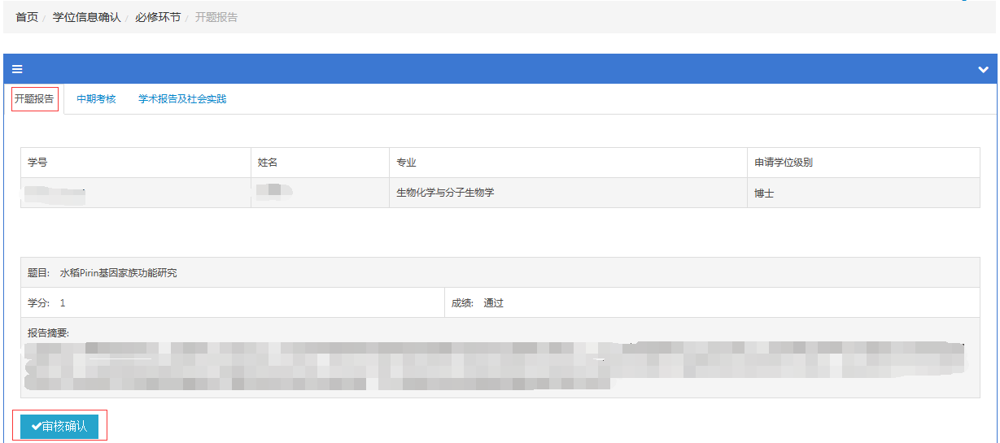 首页 / 学位信息确认 / 必修环节 / 开题报告
开题报告 中期考核 学术报告及社会实践
学号 姓名 专业 申请学位级别
生物化学与分子生物学 博士
题目: 水稻Pirin基因家族功能研究
学分: 1 成绩: 通过
报告摘要:
审核确认